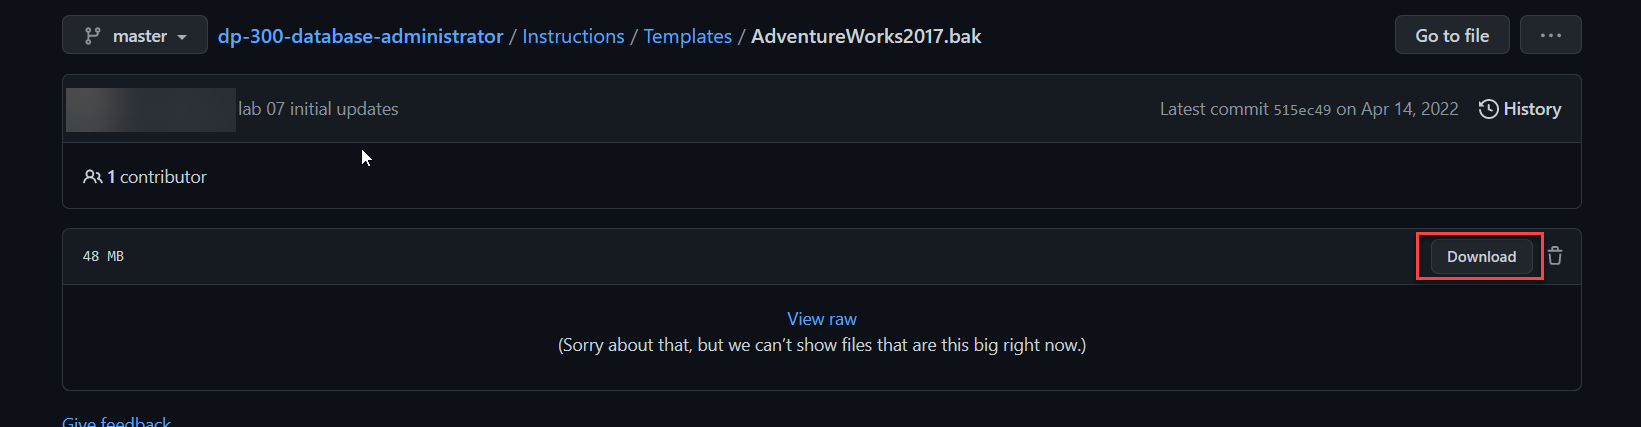 master dp-300-database-administrator / Instructions / Templates / AdventureWorks2017.bak Go to file ...
lab 07 initial updates Latest commit 515ec49 on Apr 14, 2022 History
1 contributor
48 MB Download
View raw
(Sorry about that, but we can't show files that are this big right now.)
Give feedback